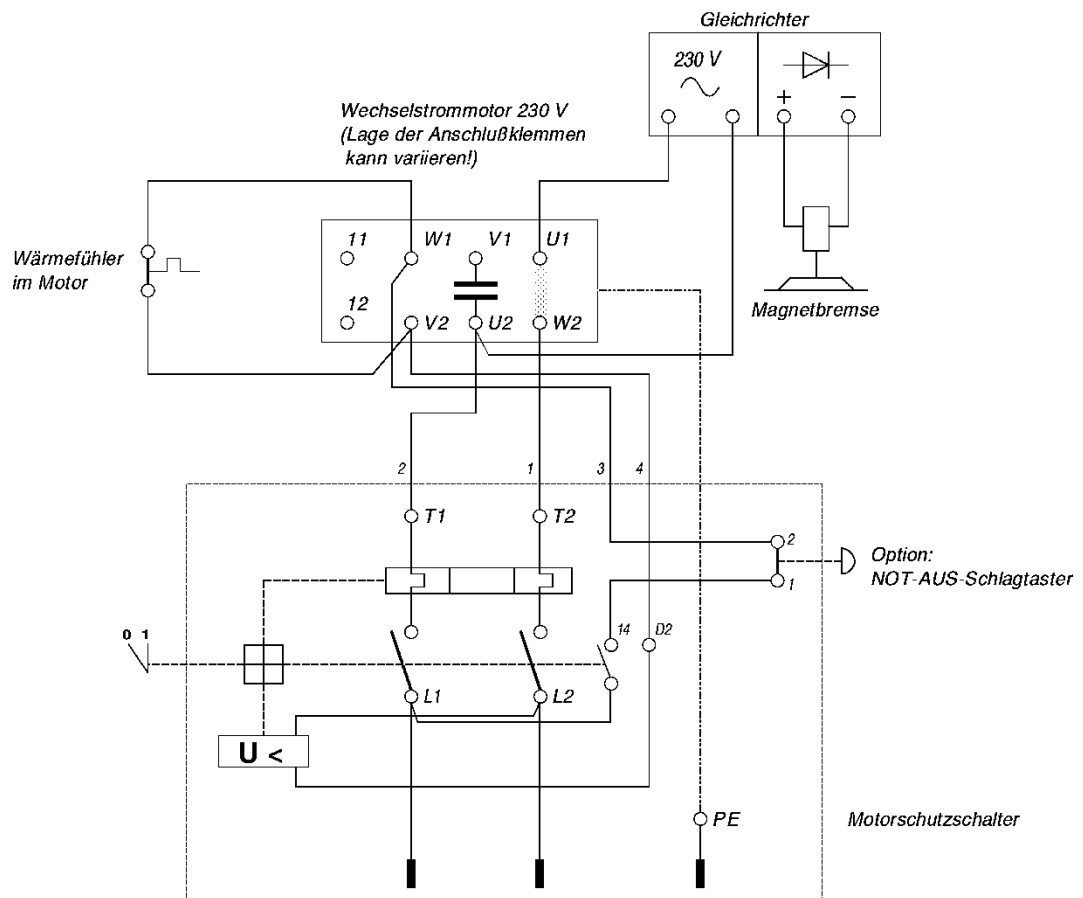 Gleichrichter
230 V
+ −
Wechselstrommotor 230 V
(Lage der Anschlußklemmen
kann variieren!)
11 W1 V1 U1
Wärmefühler
im Motor
12 V2 U2 W2
Magnetbremse
2 1 3 4
T1 T2
2
Option:
NOT-AUS-Schlagtaster
1
0 1
14 D2
L1 L2
U <
PE
Motorschutzschalter